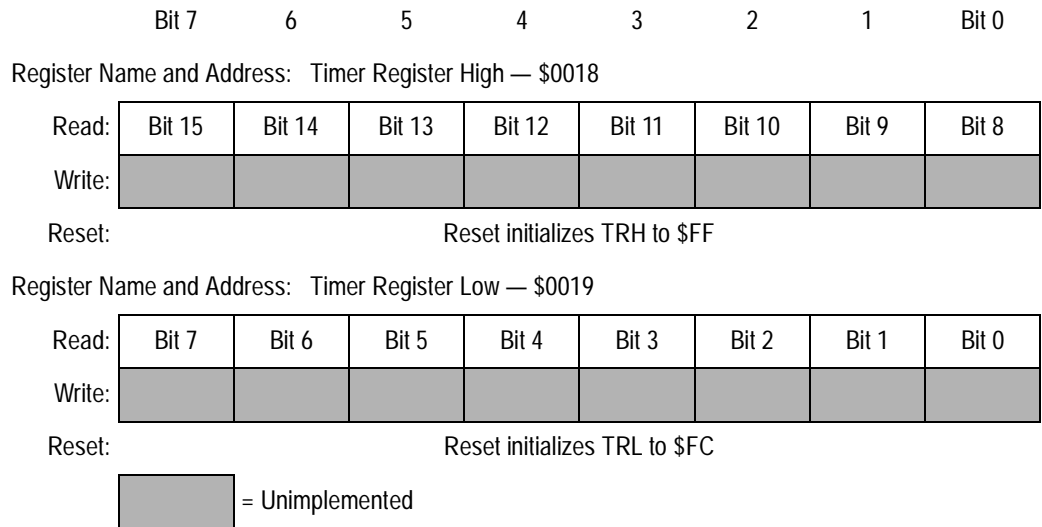 Bit 7 6 5 4 3 2 1 Bit 0
Register Name and Address: Timer Register High — $0018
Read: Bit 15 Bit 14 Bit 13 Bit 12 Bit 11 Bit 10 Bit 9 Bit 8
Write:
Reset: Reset initializes TRH to $FF
Register Name and Address: Timer Register Low — $0019
Read: Bit 7 Bit 6 Bit 5 Bit 4 Bit 3 Bit 2 Bit 1 Bit 0
Write:
Reset: Reset initializes TRL to $FC
= Unimplemented